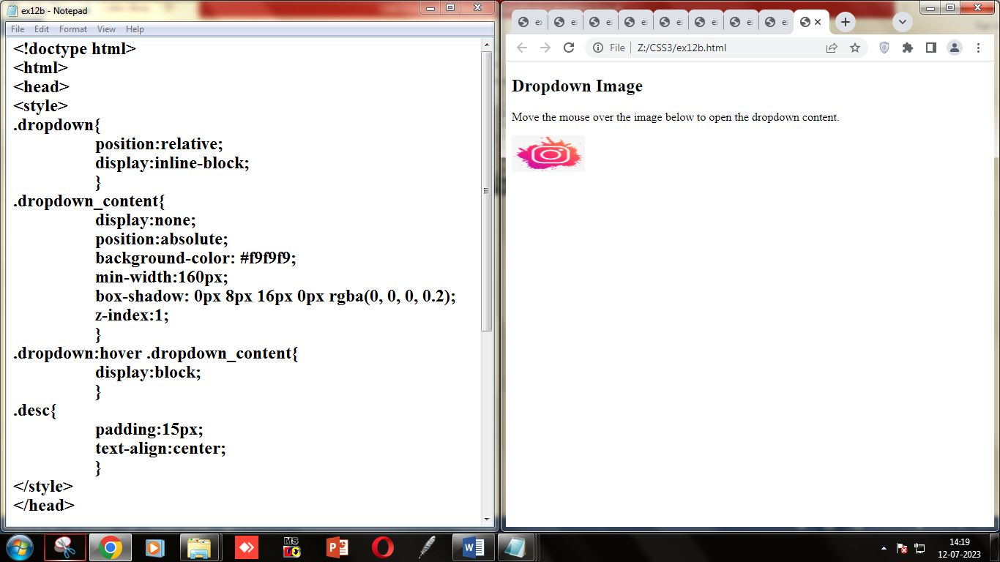 ex12b - Notepad
File Edit Format View Help
<!doctype html>
<html>
<head>
<style>
.dropdown{
position:relative;
display:inline-block;
}
.dropdown_content{
display:none;
position:absolute;
background-color: #f9f9f9;
min-width:160px;
box-shadow: 0px 8px 16px 0px rgba(0, 0, 0, 0.2);
z-index:1;
}
.dropdown:hover .dropdown_content{
display:block;
}
.desc{
padding:15px;
text-align:center;
}
</style>
</head>
File Z:/CSS3/ex12b.html
Dropdown Image
Move the mouse over the image below to open the dropdown content.
MS
14:19
12-07-2023